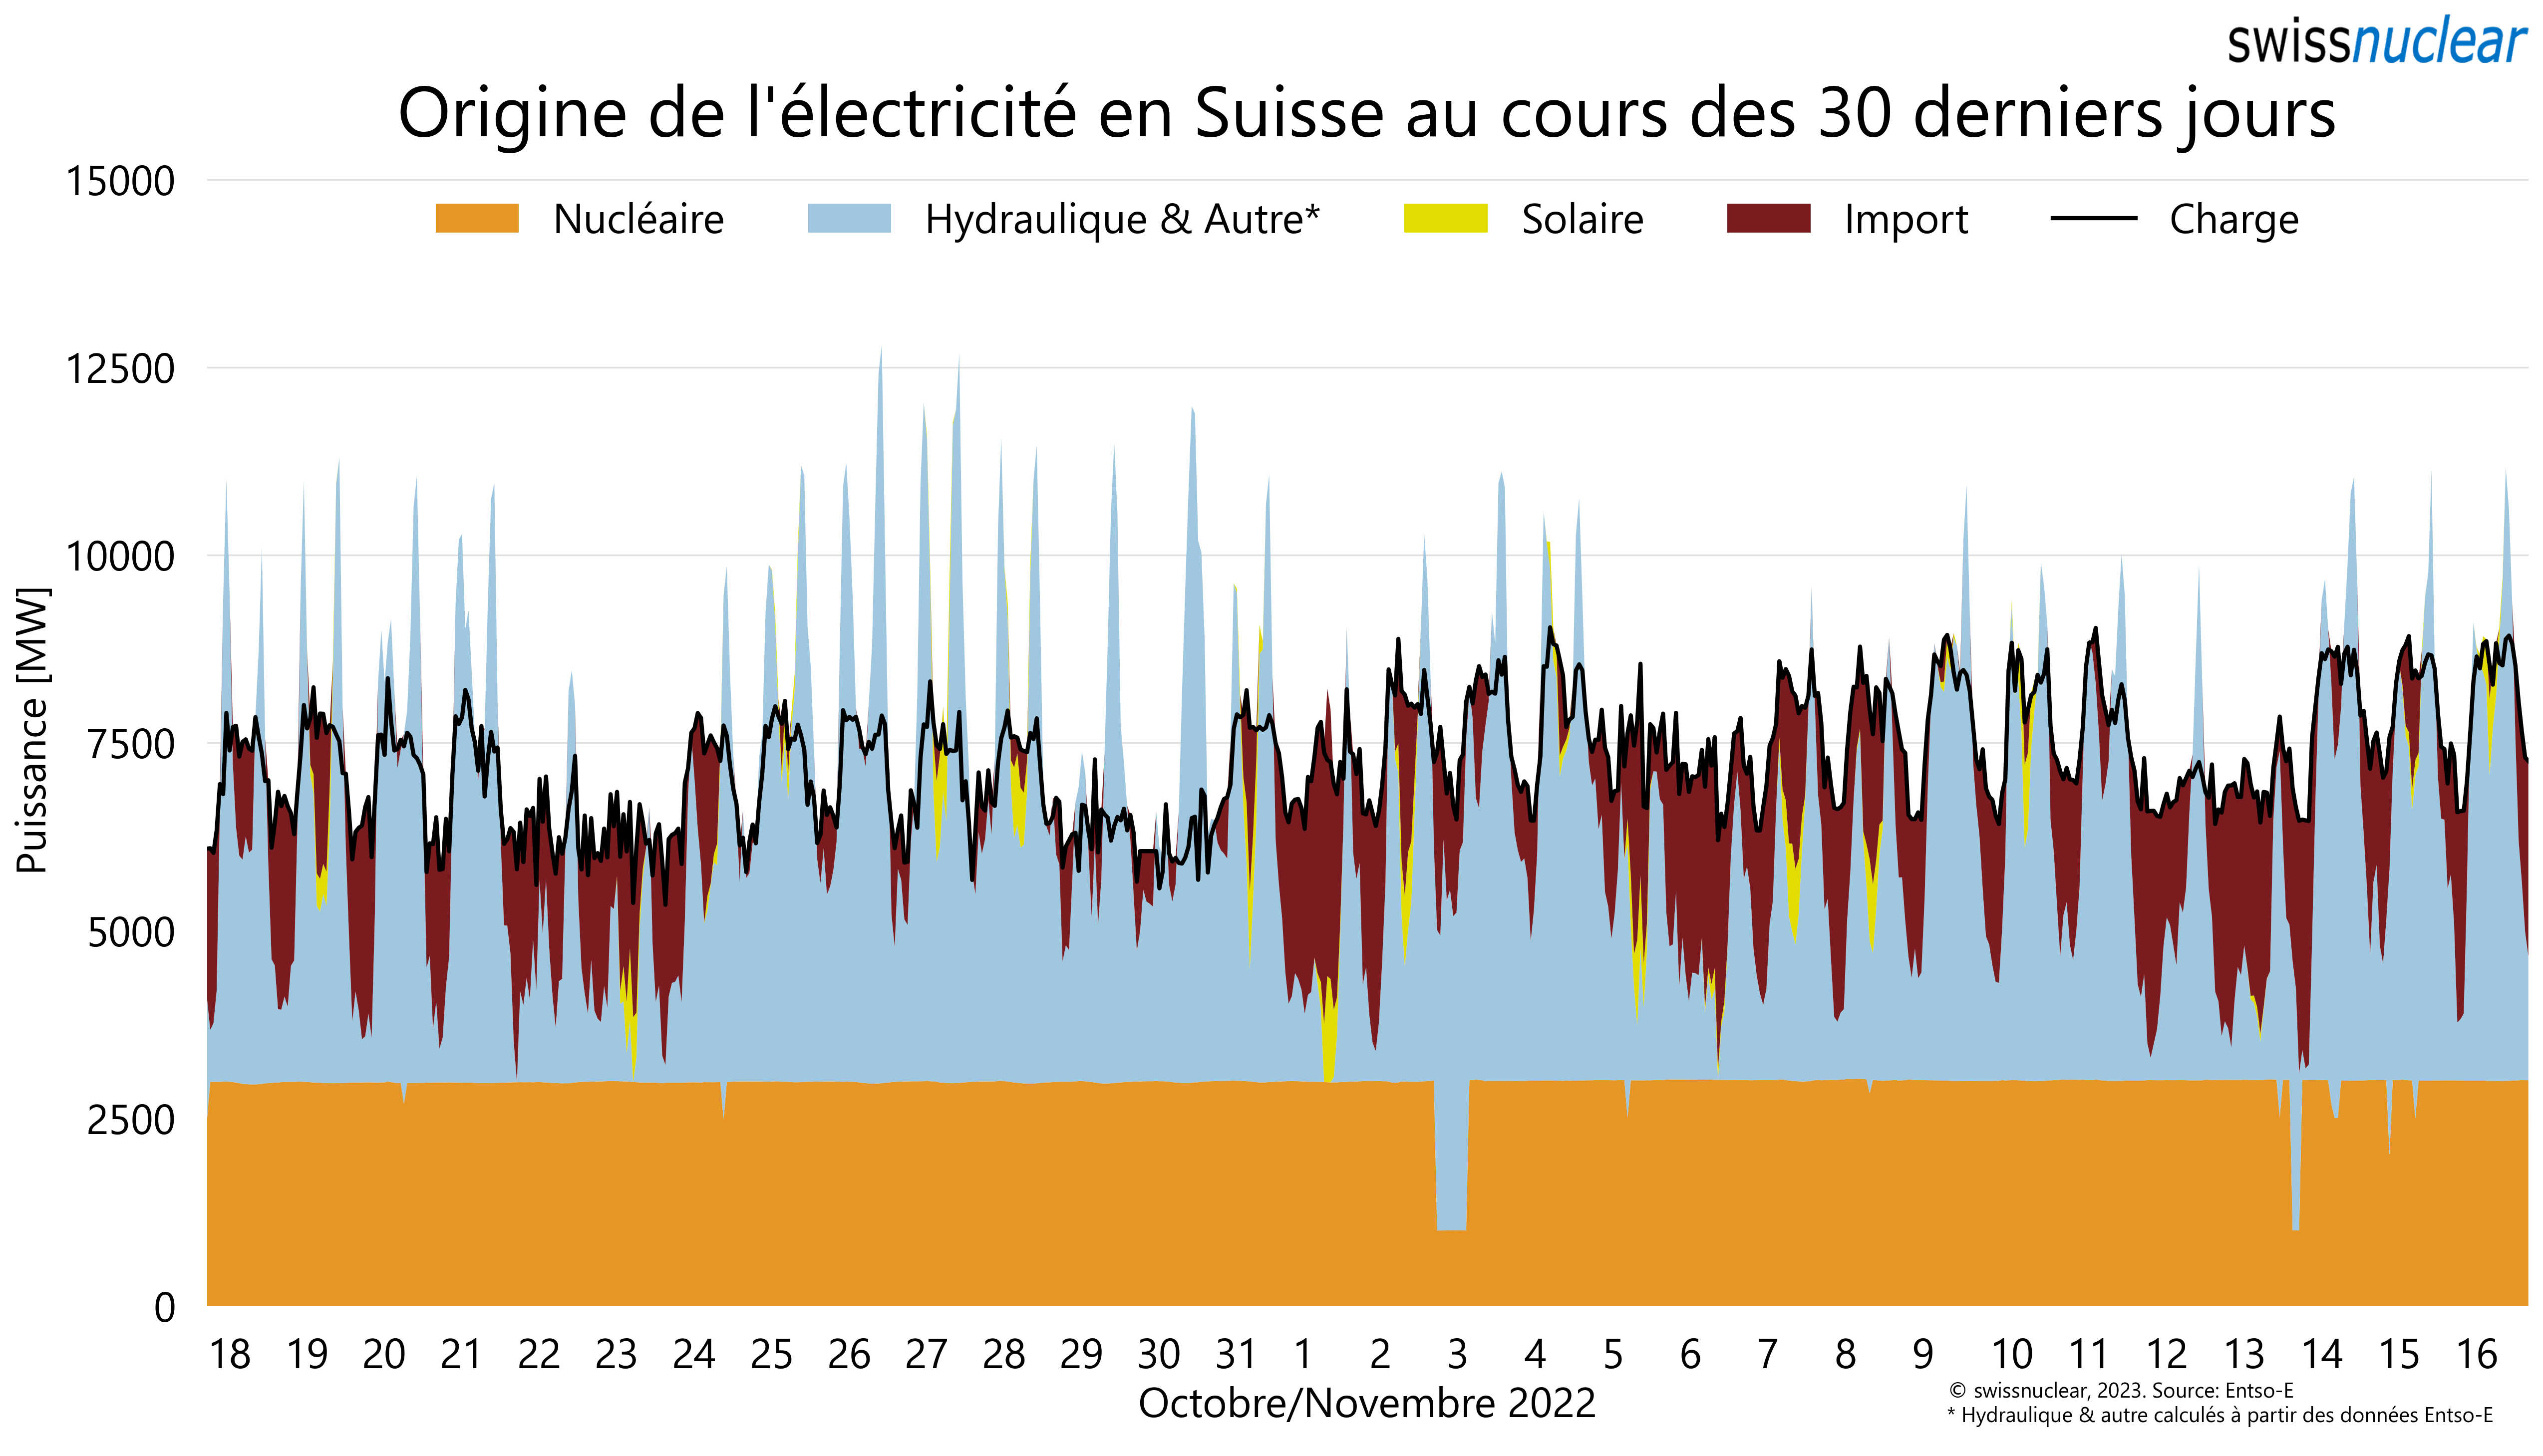 swissnuclear
Origine de l'électricité en Suisse au cours des 30 derniers jours
15000
Nucléaire Hydraulique & Autre* Solaire Import Charge
12500
10000
7500
5000
2500
0
Puissance [MW]
18 19 20 21 22 23 24 25 26 27 28 29 30 31 1 2 3 4 5 6 7 8 9 10 11 12 13 14 15 16
Octobre/Novembre 2022
© swissnuclear, 2023. Source: Entso-E
* Hydraulique & autre calculés à partir des données Entso-E